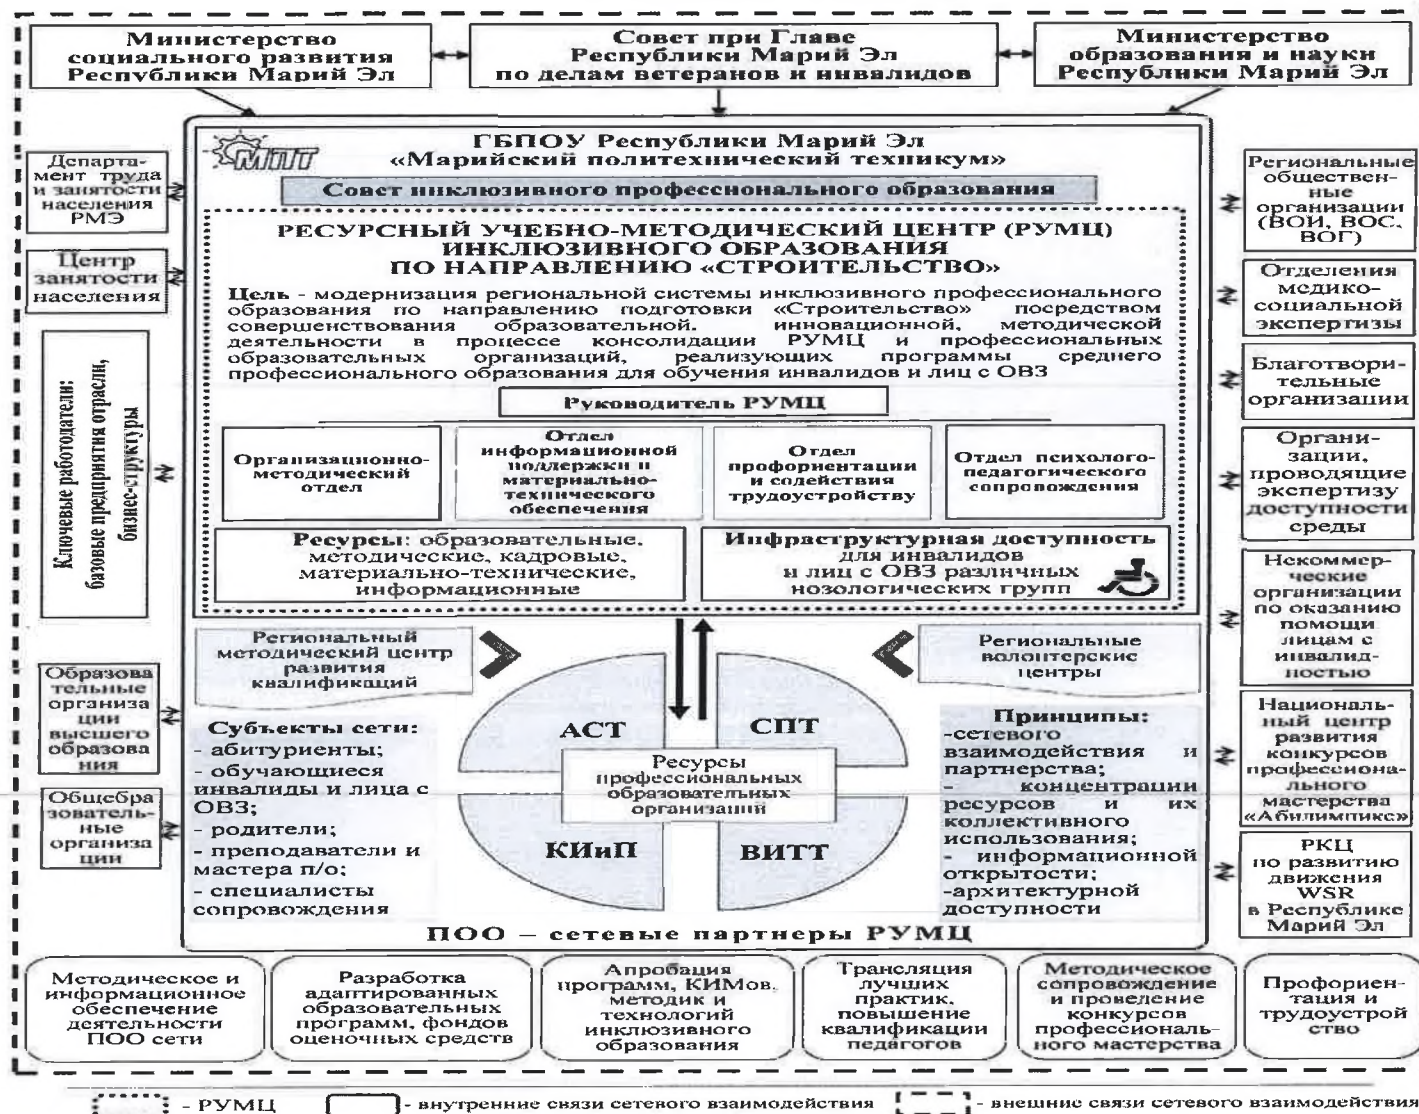 Министерство
социального развития
Республики Марий Эл
Совет при Главе
Республики Марий Эл
по делам ветеранов и инвалидов
Министерство
образования и науки
Республики Марий Эл
МПТ
ГБПОУ Республики Марий Эл
«Марийский политехнический техникум»
Совет инклюзивного профессионального образования
РЕСУРСНЫЙ УЧЕБНО-МЕТОДИЧЕСКИЙ ЦЕНТР (РУМЦ)
ИНКЛЮЗИВНОГО ОБРАЗОВАНИЯ
ПО НАПРАВЛЕНИЮ «СТРОИТЕЛЬСТВО»
Цель - модернизация региональной системы инклюзивного профессионального
образования по направлению подготовки «Строительство» посредством
совершенствования образовательной, инновационной, методической
деятельности в процессе консолидации РУМЦ и профессиональных
образовательных организаций, реализующих программы среднего
профессионального образования для обучения инвалидов и лиц с ОВЗ
Руководитель РУМЦ
Организационно-
методический
отдел
Отдел
информационной
поддержки и
материально-
технического
обеспечения
Отдел
профориентации
и содействия
трудоустройству
Отдел психолого-
педагогического
сопровождения
Ресурсы: образовательные,
методические, кадровые,
материально-технические,
информационные
Инфраструктурная доступность
для инвалидов
и лиц с ОВЗ различных
нозологических групп
Департа-
мент труда
и занятости
населения
РМЭ
Центр
занятости
населения
Ключевые работодатели:
базовые предприятия отрасли,
бизнес-структуры
Образова
тельные
организа
ции
высшего
образова
ния
Общеобра
зователь-
ные
организа
ции
Региональные
обществен-
ные
организации
(ВОИ, ВОС,
ВОГ)
Отделения
медико-
социальной
экспертизы
Благотвори-
тельные
организации
Органи-
зации,
проводящие
экспертизу
доступности
среды
Некоммер-
ческие
организации
по оказанию
помощи
лицам с
инвалид-
ностью
Националь-
ный центр
развития
конкурсов
профессиона-
льного
мастерства
«Абилимпикс»
РКЦ
по развитию
движения
WSR
в Республике
Марий Эл
Региональный
методический центр
развития
квалификаций
Региональные
волонтерские
центры
Субъекты сети:
- абитуриенты;
- обучающиеся
инвалиды и лица с
ОВЗ;
- родители;
- преподаватели и
мастера п/о;
- специалисты
сопровождения
АСТ
СПТ
Ресурсы
профессиональных
образовательных
организаций
КИиП
ВИТТ
Принципы:
-сетевого
взаимодействия и
партнерства;
- концентрации
ресурсов и их
коллективного
использования;
- информационной
открытости;
-архитектурной
доступности
ПОО – сетевые партнеры РУМЦ
Методическое и
информационное
обеспечение
деятельности
ПОО сети
Разработка
адаптированных
образовательных
программ, фондов
оценочных средств
Апробация
программ, КИМов,
методик и
технологий
инклюзивного
образования
Трансляция
лучших
практик,
повышение
квалификации
педагогов
Методическое
сопровождение
и проведение
конкурсов
профессиональ-
ного мастерства
Профориен-
тация и
трудоустрой
ство
- РУМЦ
- внутренние связи сетевого взаимодействия
- внешние связи сетевого взаимодействия